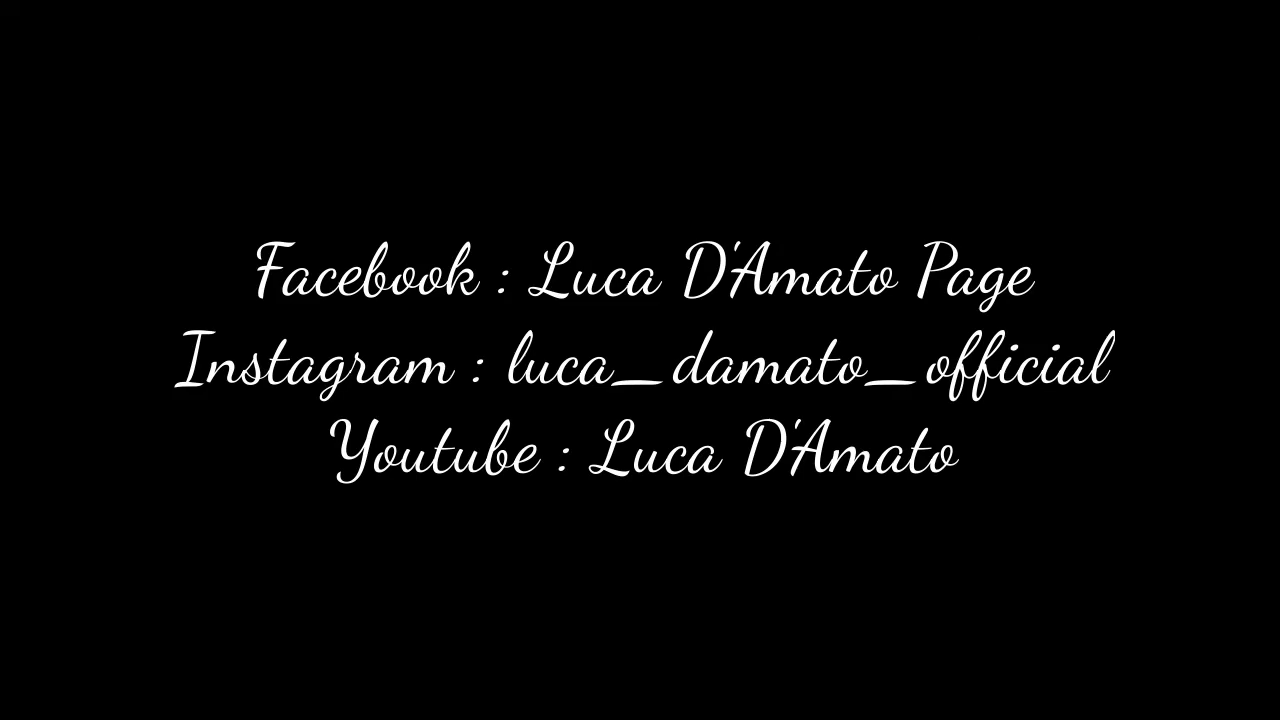 Facebook : Luca D'Amato Page
Instagram : luca_damato_official
Youtube : Luca D'Amato